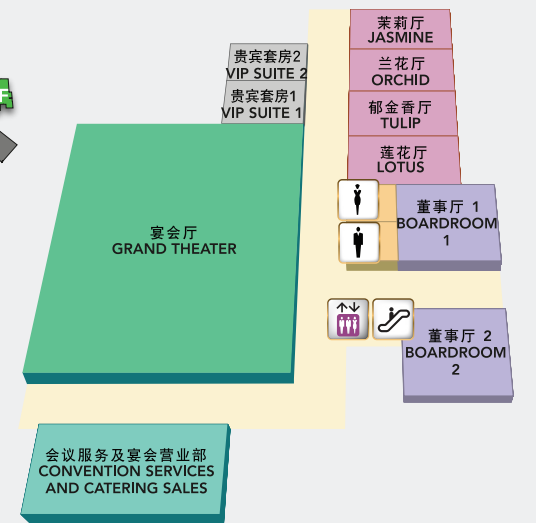 贵宾套房2
VIP SUITE 2
贵宾套房1
VIP SUITE 1
茉莉厅
JASMINE
兰花厅
ORCHID
郁金香厅
TULIP
莲花厅
LOTUS
董事厅 1
BOARDROOM
1
宴会厅
GRAND THEATER
董事厅 2
BOARDROOM
2
会议服务及宴会营业部
CONVENTION SERVICES
AND CATERING SALES